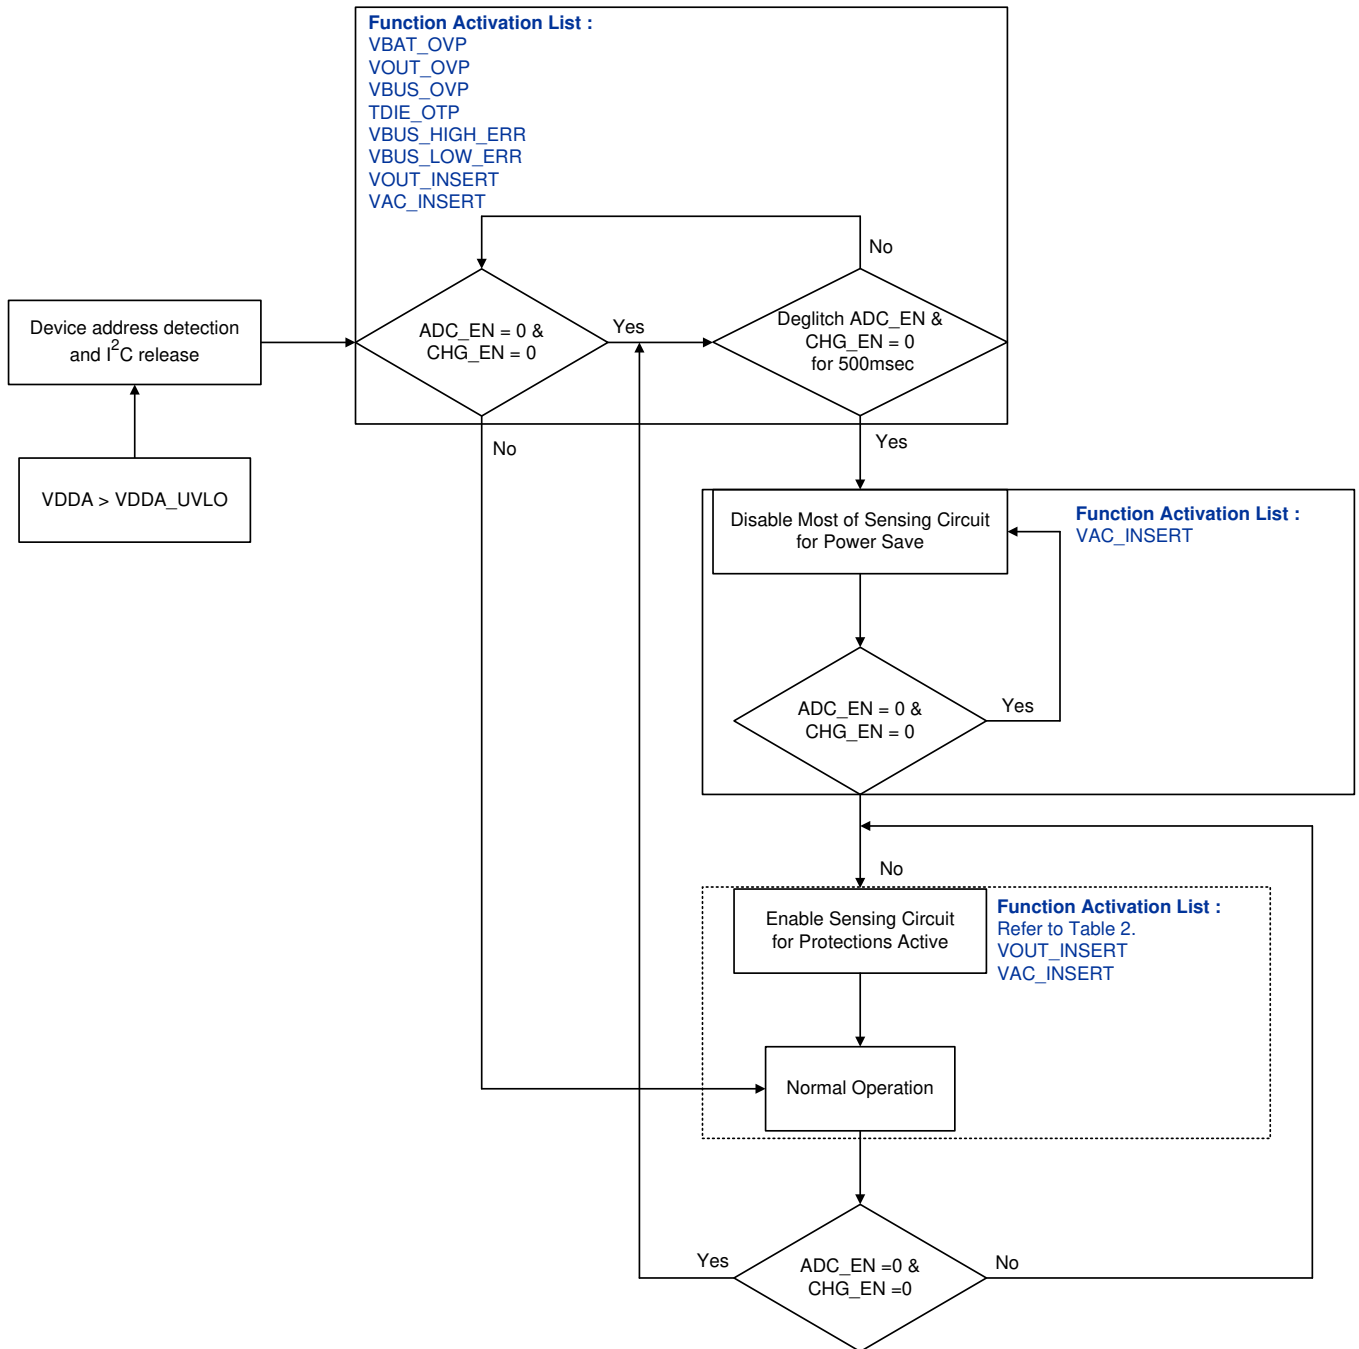 Function Activation List :
VBAT_OVP
VOUT_OVP
VBUS_OVP
TDIE_OTP
VBUS_HIGH_ERR
VBUS_LOW_ERR
VOUT_INSERT
VAC_INSERT
No
Device address detection
and I²C release
ADC_EN = 0 &
CHG_EN = 0
Yes
Deglitch ADC_EN &
CHG_EN = 0
for 500msec
No
Yes
VDDA > VDDA_UVLO
Disable Most of Sensing Circuit
for Power Save
Function Activation List :
VAC_INSERT
ADC_EN = 0 &
CHG_EN = 0
Yes
No
Enable Sensing Circuit
for Protections Active
Function Activation List :
Refer to Table 2.
VOUT_INSERT
VAC_INSERT
Normal Operation
Yes
ADC_EN =0 &
CHG_EN =0
No